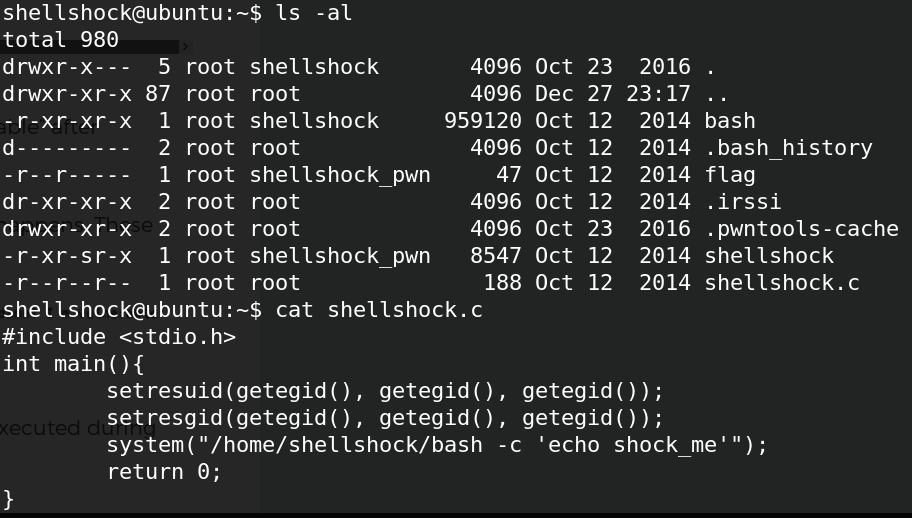 shellshock@ubuntu:~$ ls -al
total 980
drwxr-x---  5 root shellshock       4096 Oct 23  2016 .
drwxr-xr-x 87 root root             4096 Dec 27 23:17 ..
-r-xr-xr-x  1 root shellshock     959120 Oct 12  2014 bash
d---------  2 root root             4096 Oct 12  2014 .bash_history
-r--r-----  1 root shellshock_pwn     47 Oct 12  2014 flag
dr-xr-xr-x  2 root root             4096 Oct 12  2014 .irssi
drwxr-xr-x  2 root root             4096 Oct 23  2016 .pwntools-cache
-r-xr-sr-x  1 root shellshock_pwn   8547 Oct 12  2014 shellshock
-r--r--r--  1 root root              188 Oct 12  2014 shellshock.c
shellshock@ubuntu:~$ cat shellshock.c
#include <stdio.h>
int main(){
        setresuid(getegid(), getegid(), getegid());
        setresgid(getegid(), getegid(), getegid());
        system("/home/shellshock/bash -c 'echo shock_me'");
        return 0;
}